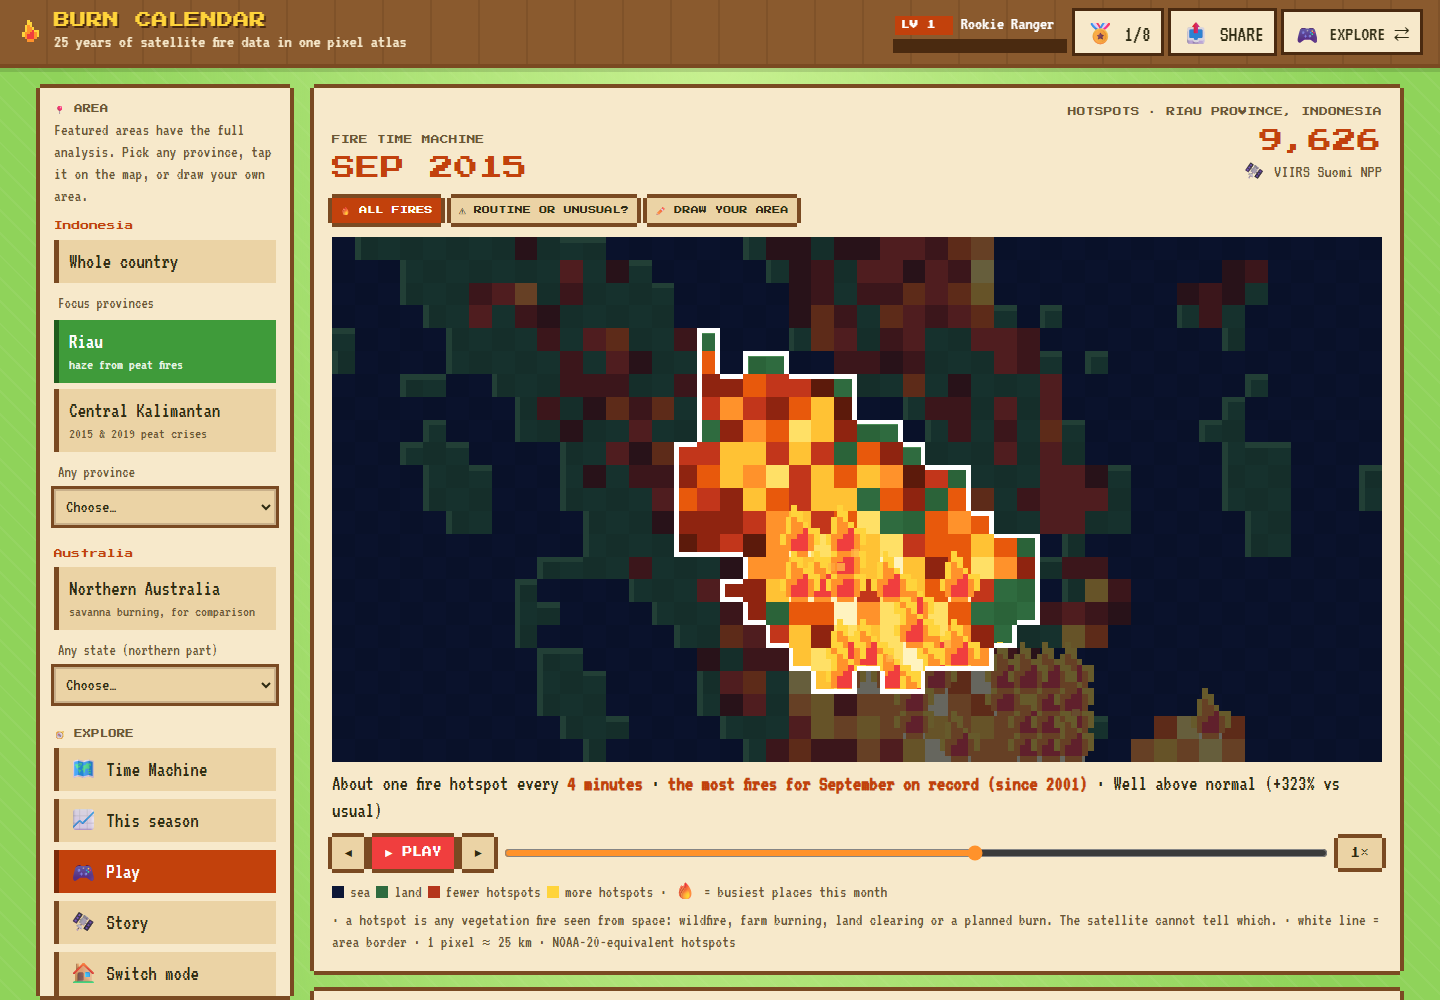 BURN CALENDAR
25 years of satellite fire data in one pixel atlas
LV 1 Rookie Ranger
1/8
SHARE
EXPLORE ⇄
AREA
Featured areas have the full
analysis. Pick any province, tap
it on the map, or draw your own
area.
Indonesia
Whole country
Focus provinces
Riau
haze from peat fires
Central Kalimantan
2015 & 2019 peat crises
Any province
Choose…
Australia
Northern Australia
savanna burning, for comparison
Any state (northern part)
Choose…
EXPLORE
Time Machine
This season
Play
Story
Switch mode
HOTSPOTS · RIAU PROVINCE, INDONESIA
FIRE TIME MACHINE
9,626
SEP 2015
VIIRS Suomi NPP
ALL FIRES
ROUTINE OR UNUSUAL?
DRAW YOUR AREA
About one fire hotspot every 4 minutes · the most fires for September on record (since 2001) · Well above normal (+323% vs
usual)
◂ ▸ PLAY ▸ 1×
sea land fewer hotspots more hotspots · = busiest places this month
· a hotspot is any vegetation fire seen from space: wildfire, farm burning, land clearing or a planned burn. The satellite cannot tell which. · white line =
area border · 1 pixel ≈ 25 km · NOAA-20-equivalent hotspots